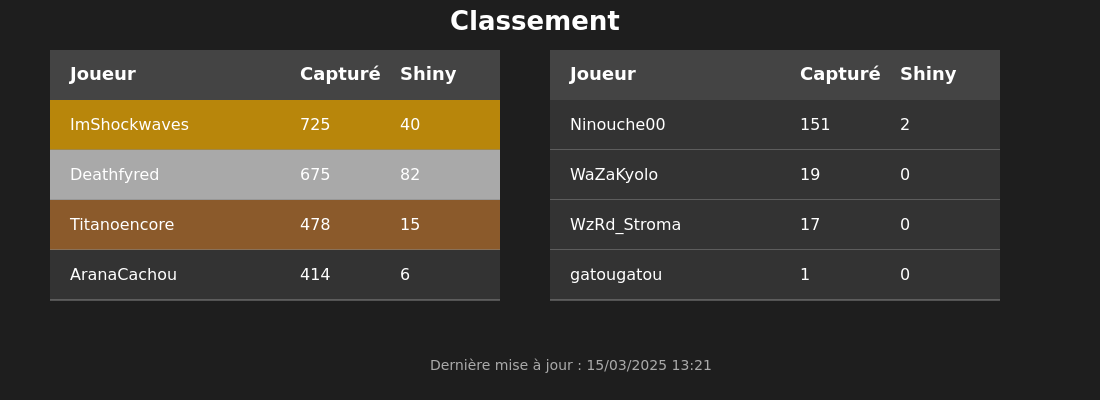 Classement
Joueur Capturé Shiny
ImShockwaves 725 40
Deathfyred 675 82
Titanoencore 478 15
AranaCachou 414 6
Joueur Capturé Shiny
Ninouche00 151 2
WaZaKyolo 19 0
WzRd_Stroma 17 0
gatougatou 1 0
Dernière mise à jour : 15/03/2025 13:21